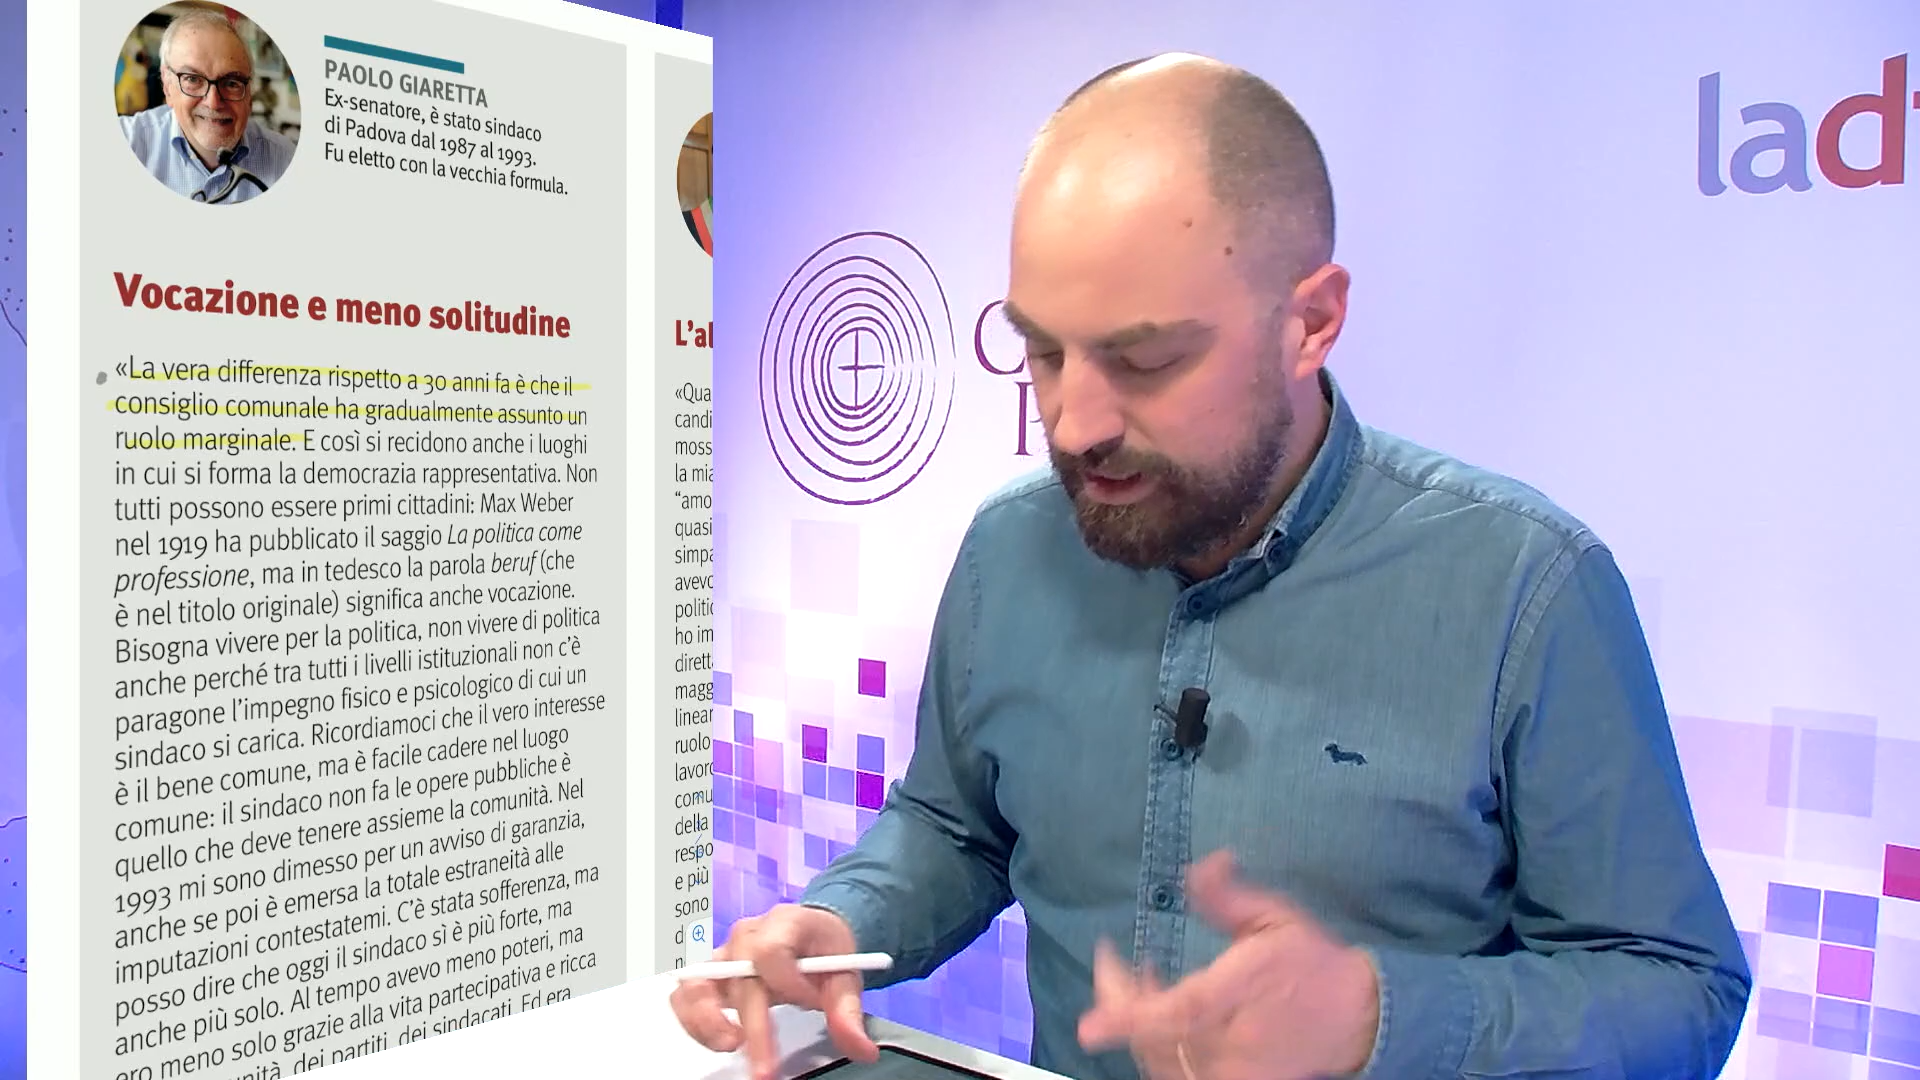 PAOLO GIARETTA
Ex-senatore, è stato sindaco
di Padova dal 1987 al 1993.
Fu eletto con la vecchia formula.
Vocazione e meno solitudine
«La vera differenza rispetto a 30 anni fa è che il
consiglio comunale ha gradualmente assunto un
ruolo marginale. E così si recidono anche i luoghi
in cui si forma la democrazia rappresentativa. Non
tutti possono essere primi cittadini: Max Weber
nel 1919 ha pubblicato il saggio La politica come
professione, ma in tedesco la parola beruf (che
è nel titolo originale) significa anche vocazione.
Bisogna vivere per la politica, non vivere di politica
anche perché tra tutti i livelli istituzionali non c'è
paragone l'impegno fisico e psicologico di cui un
sindaco si carica. Ricordiamoci che il vero interesse
è il bene comune, ma è facile cadere nel luogo
comune: il sindaco non fa le opere pubbliche è
quello che deve tenere assieme la comunità. Nel
1993 mi sono dimesso per un avviso di garanzia,
anche se poi è emersa la totale estraneità alle
imputazioni contestatemi. C'è stata sofferenza, ma
posso dire che oggi il sindaco sì è più forte, ma
anche più solo. Al tempo avevo meno poteri, ma
ero meno solo grazie alla vita partecipativa e ricca
dei partiti, dei sindacati. Ed era
L'al
«Qua
candi
moss
la mia
"amo
quasi
simpa
avevo
politic
ho im
dirett
magg
linear
ruolo
lavoro
comu
della
respo
e più
sono
d
lad